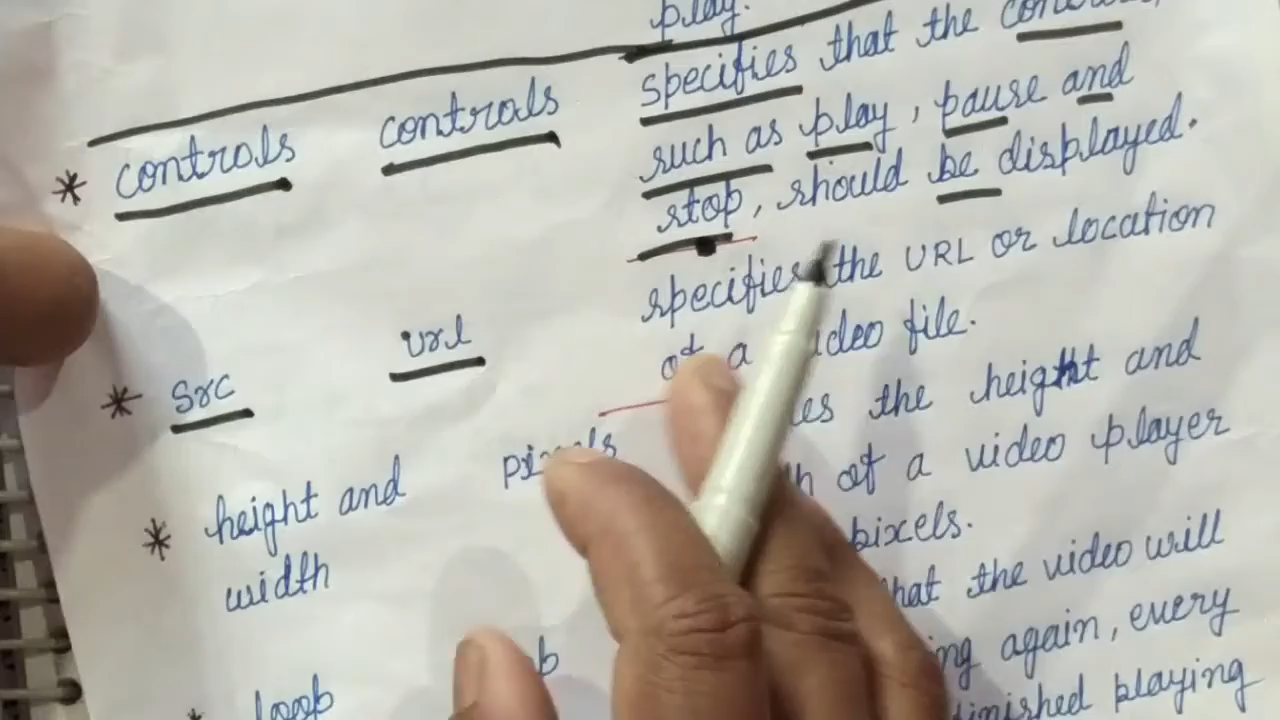 play.
specifies that the
controls controls such as play, pause and
stop, should be displayed.
src url specifies the URL or location
of a video file.
height and pixels the height and
width of a video player
pixels.
loop that the video will
again, every
finished playing